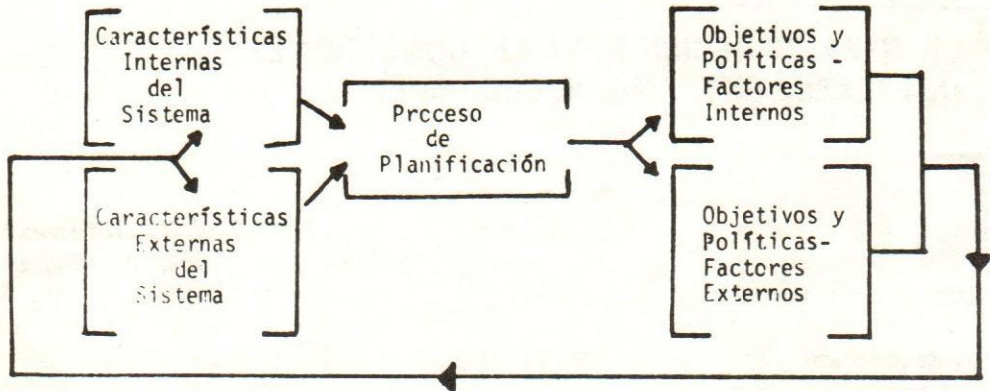 Características
Internas
del
Sistema
Características
Externas
del
Sistema
Proceso
de
Planificación
Objetivos y
Políticas -
Factores
Internos
Objetivos y
Políticas-
Factores
Externos